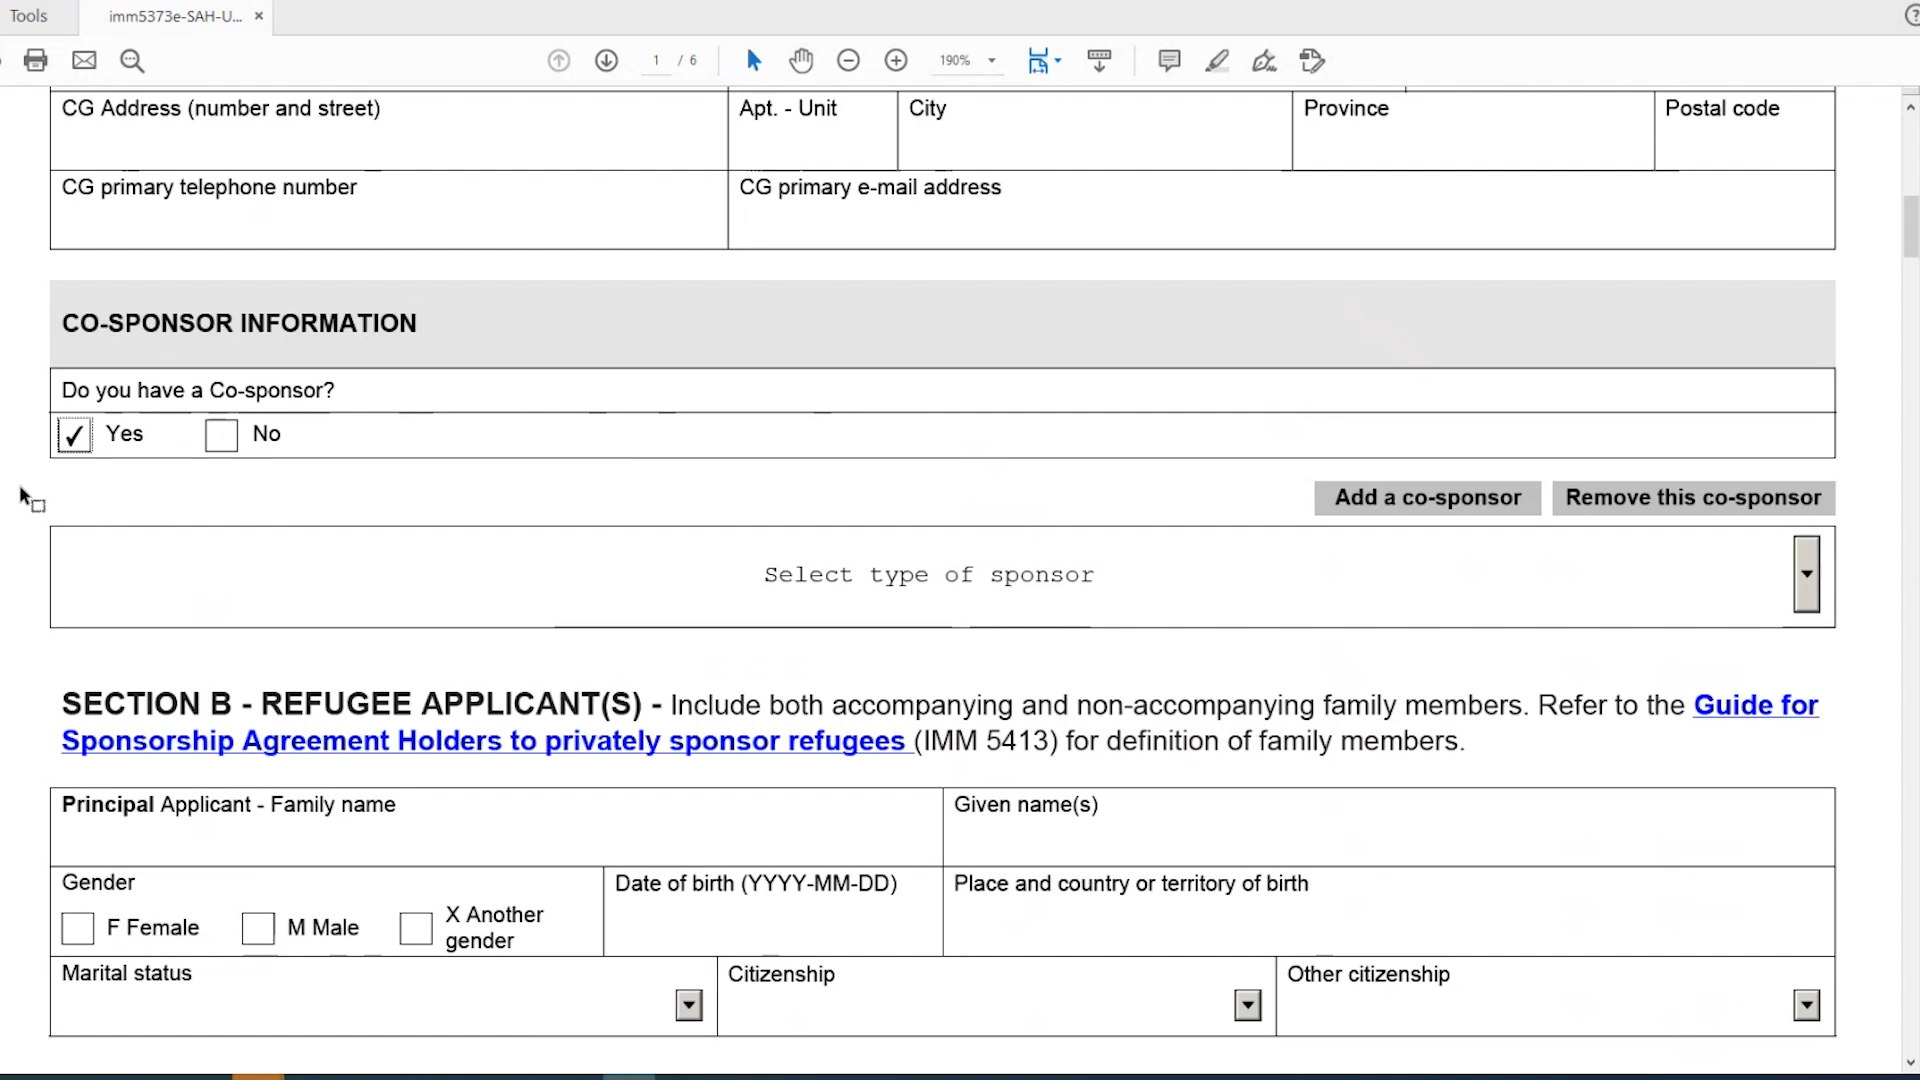 Tools
imm5373e-SAH-U... ×
1 / 6
190%
CG Address (number and street)
Apt. - Unit
City
Province
Postal code
CG primary telephone number
CG primary e-mail address
CO-SPONSOR INFORMATION
Do you have a Co-sponsor?
Yes
No
Add a co-sponsor
Remove this co-sponsor
Select type of sponsor
SECTION B - REFUGEE APPLICANT(S) - Include both accompanying and non-accompanying family members. Refer to the Guide for
Sponsorship Agreement Holders to privately sponsor refugees (IMM 5413) for definition of family members.
Principal Applicant - Family name
Given name(s)
Gender
F Female
M Male
X Another
gender
Date of birth (YYYY-MM-DD)
Place and country or territory of birth
Marital status
Citizenship
Other citizenship